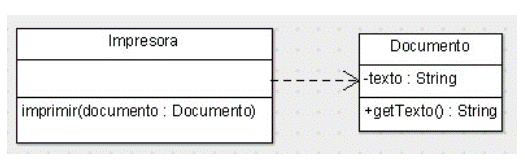 Impresora
imprimir(documento : Documento)
Documento
-texto : String
+getTexto() : String